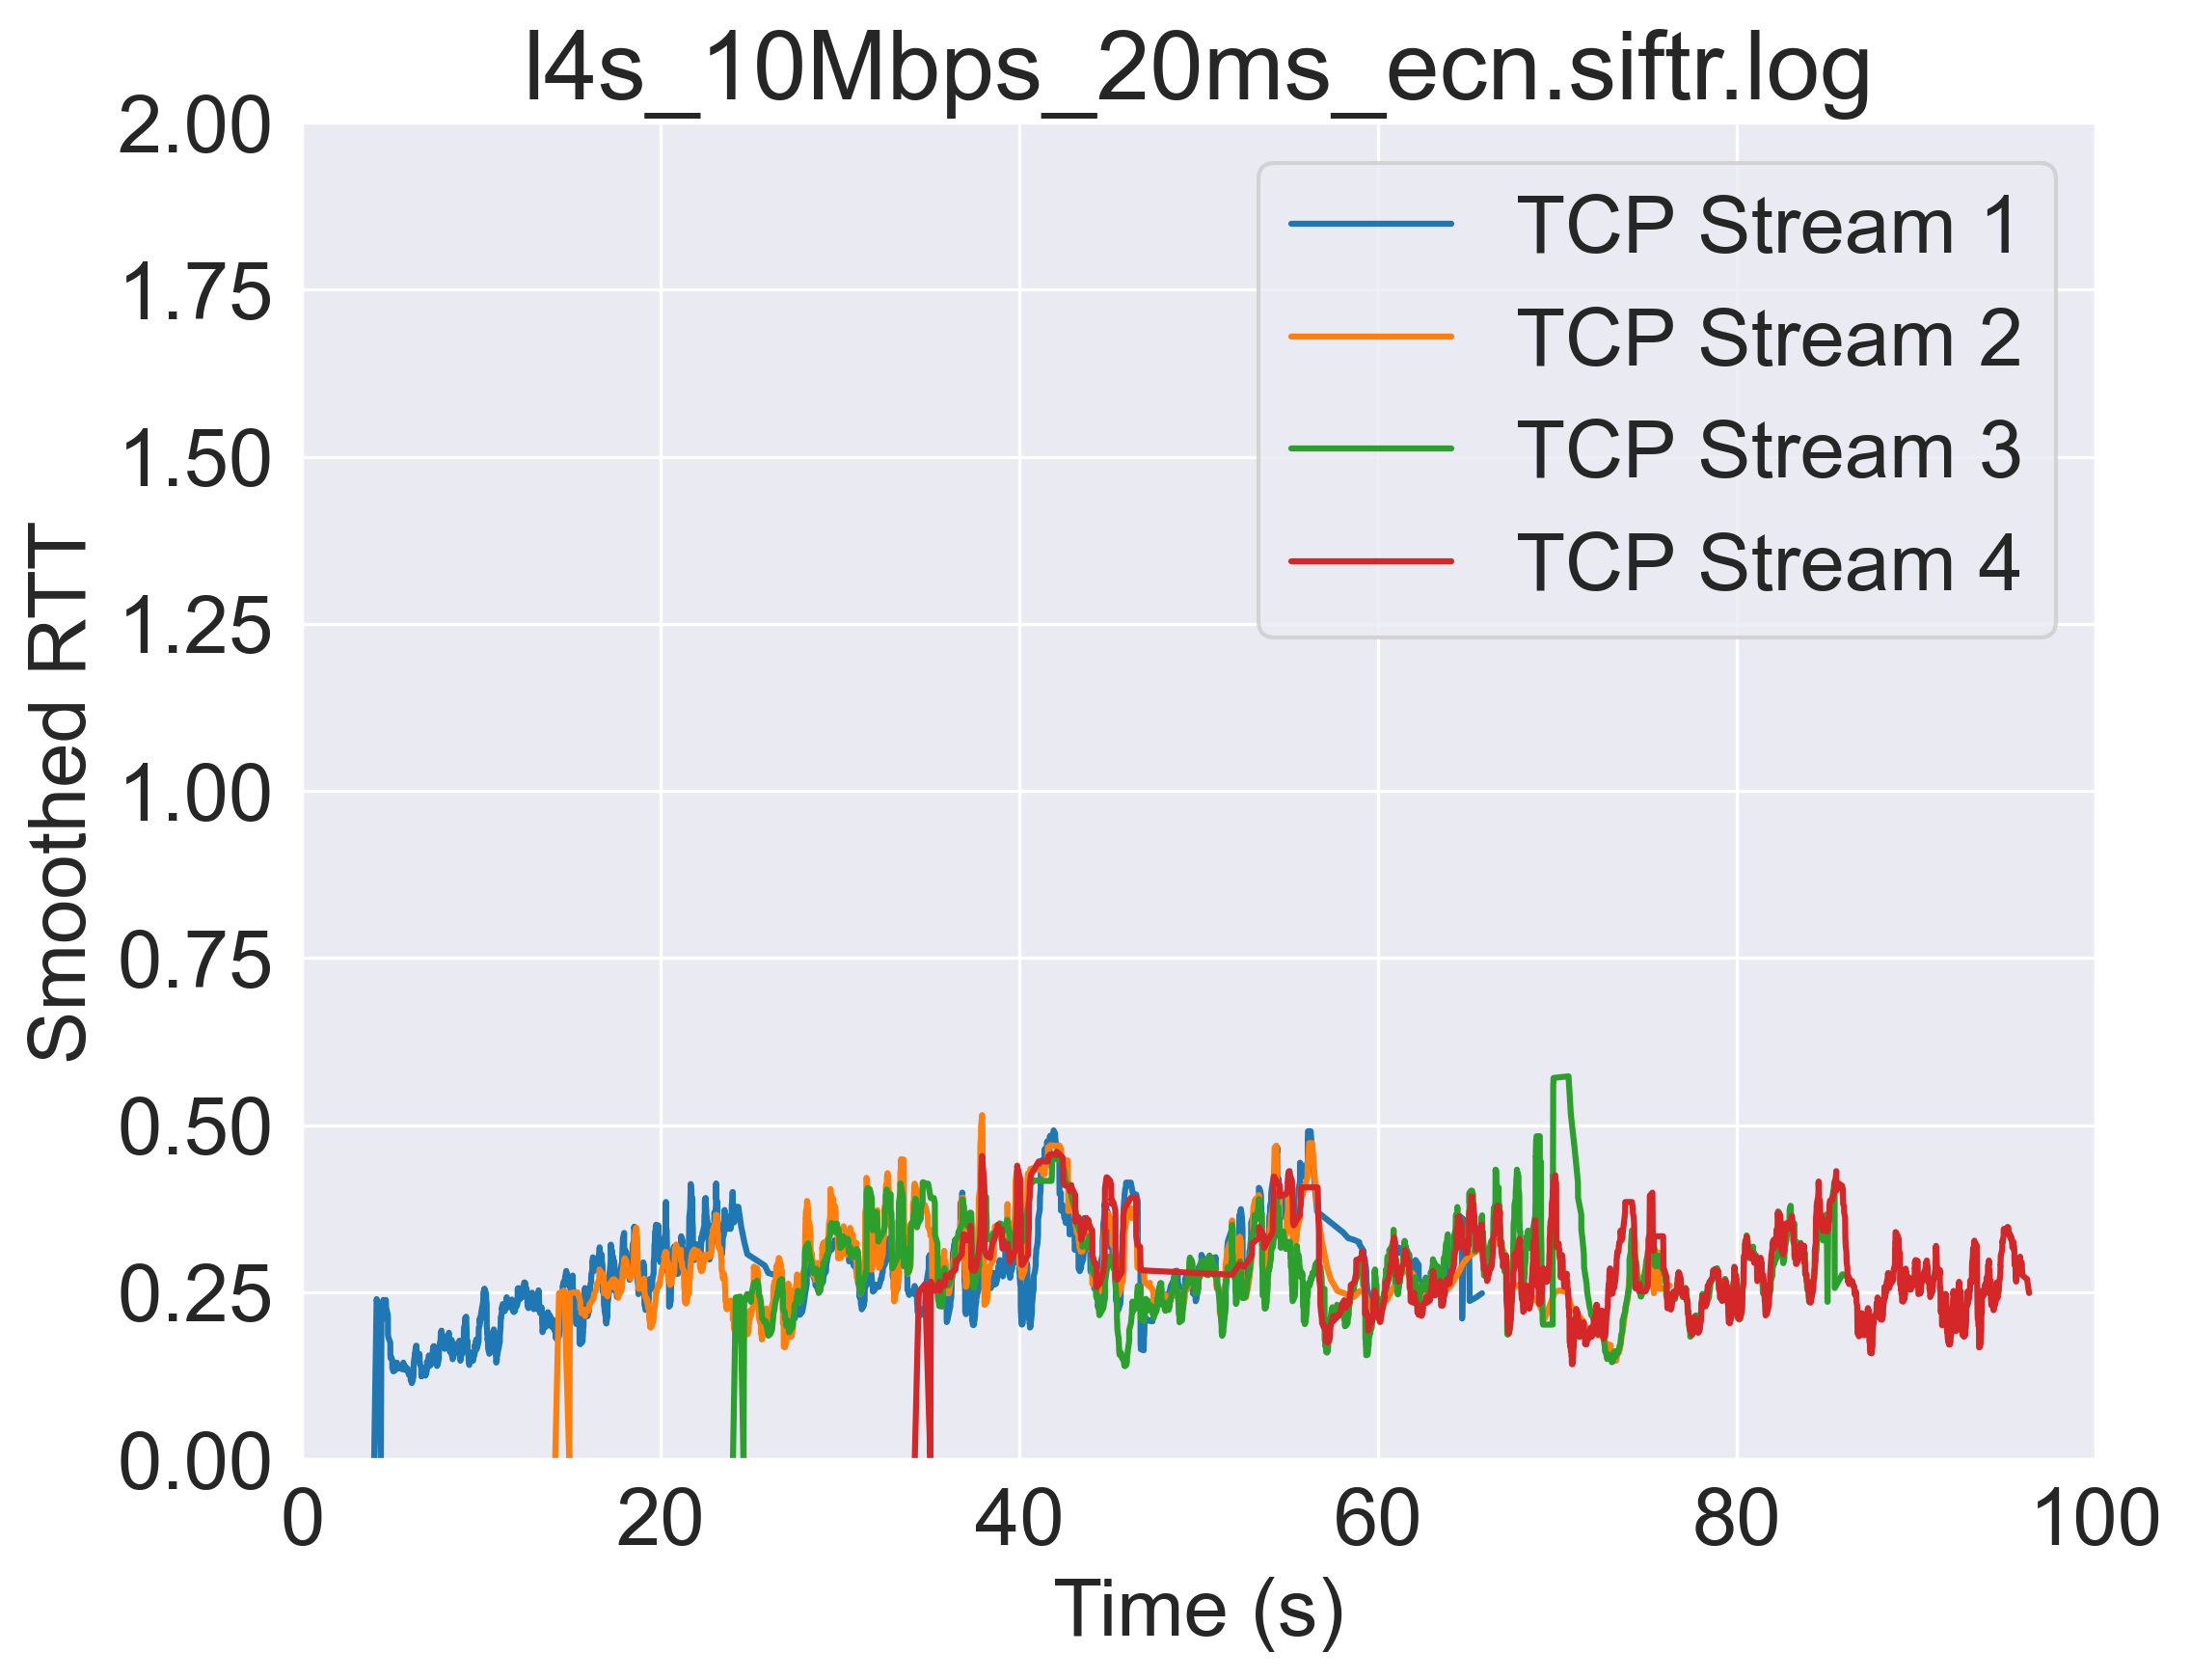 l4s_10Mbps_20ms_ecn.siftr.log
2.00
1.75
1.50
1.25
1.00
0.75
0.50
0.25
0.00
Smoothed RTT
TCP Stream 1
TCP Stream 2
TCP Stream 3
TCP Stream 4
0 20 40 60 80 100
Time (s)